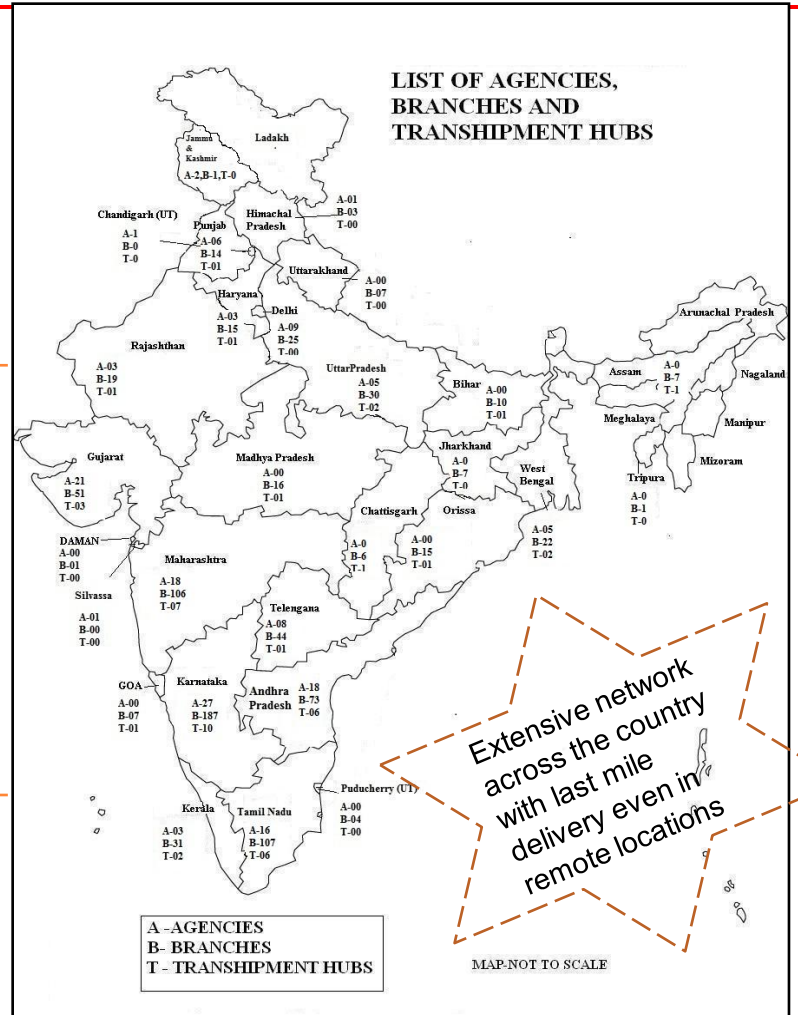 LIST OF AGENCIES,
BRANCHES AND
TRANSHIPMENT HUBS
Jammu
&
Kashmir
A-2,B-1,T-0
Ladakh
A-01
B-03
T-00
Himachal
Pradesh
Chandigarh (UT)
A-1
B-0
T-0
Punjab
A-06
B-14
T-01
Uttarakhand
A-00
B-07
T-00
Haryana
A-03
B-15
T-01
Delhi
A-09
B-25
T-00
Rajashthan
A-03
B-19
T-01
UttarPradesh
A-05
B-30
T-02
Bihar
A-00
B-10
T-01
Arunachal Pradesh
Assam
A-0
B-7
T-1
Nagaland
Meghalaya
Manipur
Mizoram
Tripura
A-0
B-1
T-0
Gujarat
A-21
B-51
T-03
Madhya Pradesh
A-00
B-16
T-01
Jharkhand
A-0
B-7
T-0
West
Bengal
A-05
B-22
T-02
Chattisgarh
A-0
B-6
T-1
Orissa
A-00
B-15
T-01
DAMAN
A-00
B-01
T-00
Silvassa
A-01
B-00
T-00
Maharashtra
A-18
B-106
T-07
Telengana
A-08
B-44
T-01
GOA
A-00
B-07
T-01
Karnataka
A-27
B-187
T-10
Andhra
Pradesh
A-18
B-73
T-06
Kerala
A-03
B-31
T-02
Tamil Nadu
A-16
B-107
T-06
Puducherry (UT)
A-00
B-04
T-00
Extensive network
across the country
with last mile
delivery even in
remote locations
A -AGENCIES
B- BRANCHES
T - TRANSHIPMENT HUBS
MAP-NOT TO SCALE